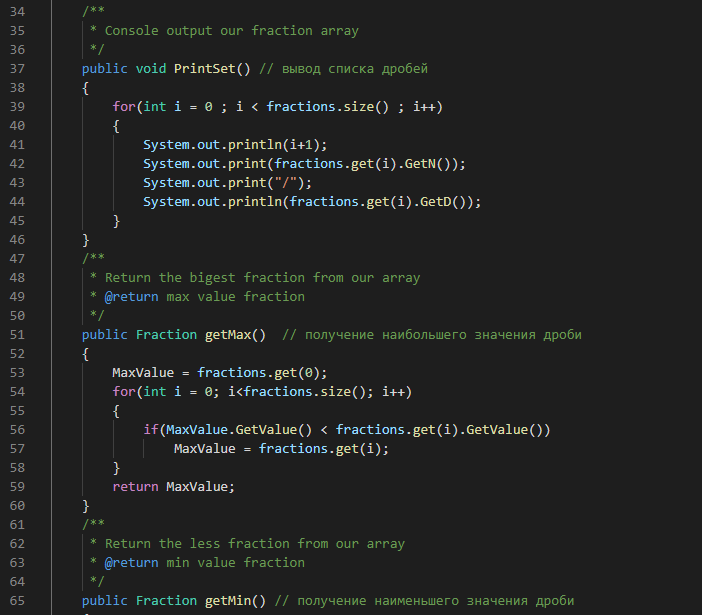 34 /**
35 * Console output our fraction array
36 */
37 public void PrintSet() // вывод списка дробей
38 {
39 for(int i = 0 ; i < fractions.size() ; i++)
40 {
41 System.out.println(i+1);
42 System.out.print(fractions.get(i).GetN());
43 System.out.print("/");
44 System.out.println(fractions.get(i).GetD());
45 }
46 }
47 /**
48 * Return the bigest fraction from our array
49 * @return max value fraction
50 */
51 public Fraction getMax()  // получение наибольшего значения дроби
52 {
53 MaxValue = fractions.get(0);
54 for(int i = 0; i<fractions.size(); i++)
55 {
56 if(MaxValue.GetValue() < fractions.get(i).GetValue())
57 MaxValue = fractions.get(i);
58 }
59 return MaxValue;
60 }
61 /**
62 * Return the less fraction from our array
63 * @return min value fraction
64 */
65 public Fraction getMin() // получение наименьшего значения дроби